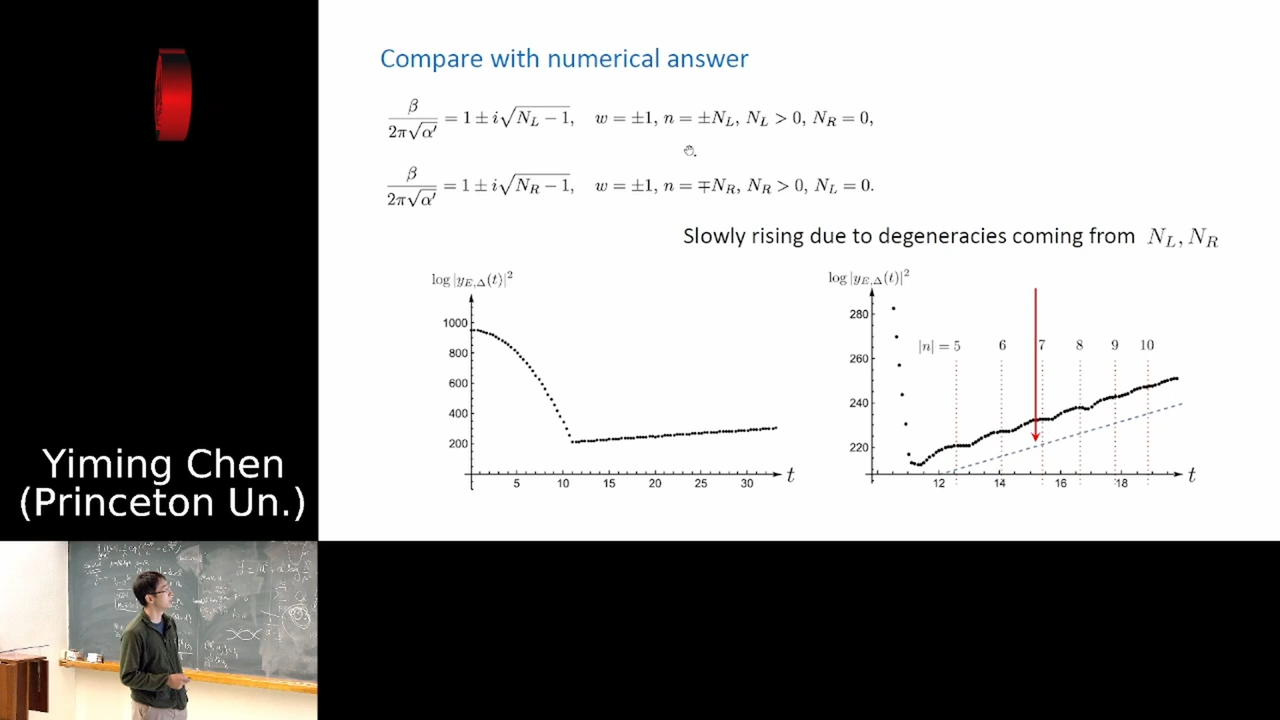 Compare with numerical answer
β/(2π√α′) = 1 ± i√(N_L − 1), w = ±1, n = ±N_L, N_L > 0, N_R = 0,
β/(2π√α′) = 1 ± i√(N_R − 1), w = ±1, n = ∓N_R, N_R > 0, N_L = 0.
Slowly rising due to degeneracies coming from N_L, N_R
log |y_{E,Δ}(t)|²
1000
800
600
400
200
5 10 15 20 25 30 t
log |y_{E,Δ}(t)|²
280
|n| = 5 6 7 8 9 10
260
240
220
12 14 16 18 t
Yiming Chen
(Princeton Un.)